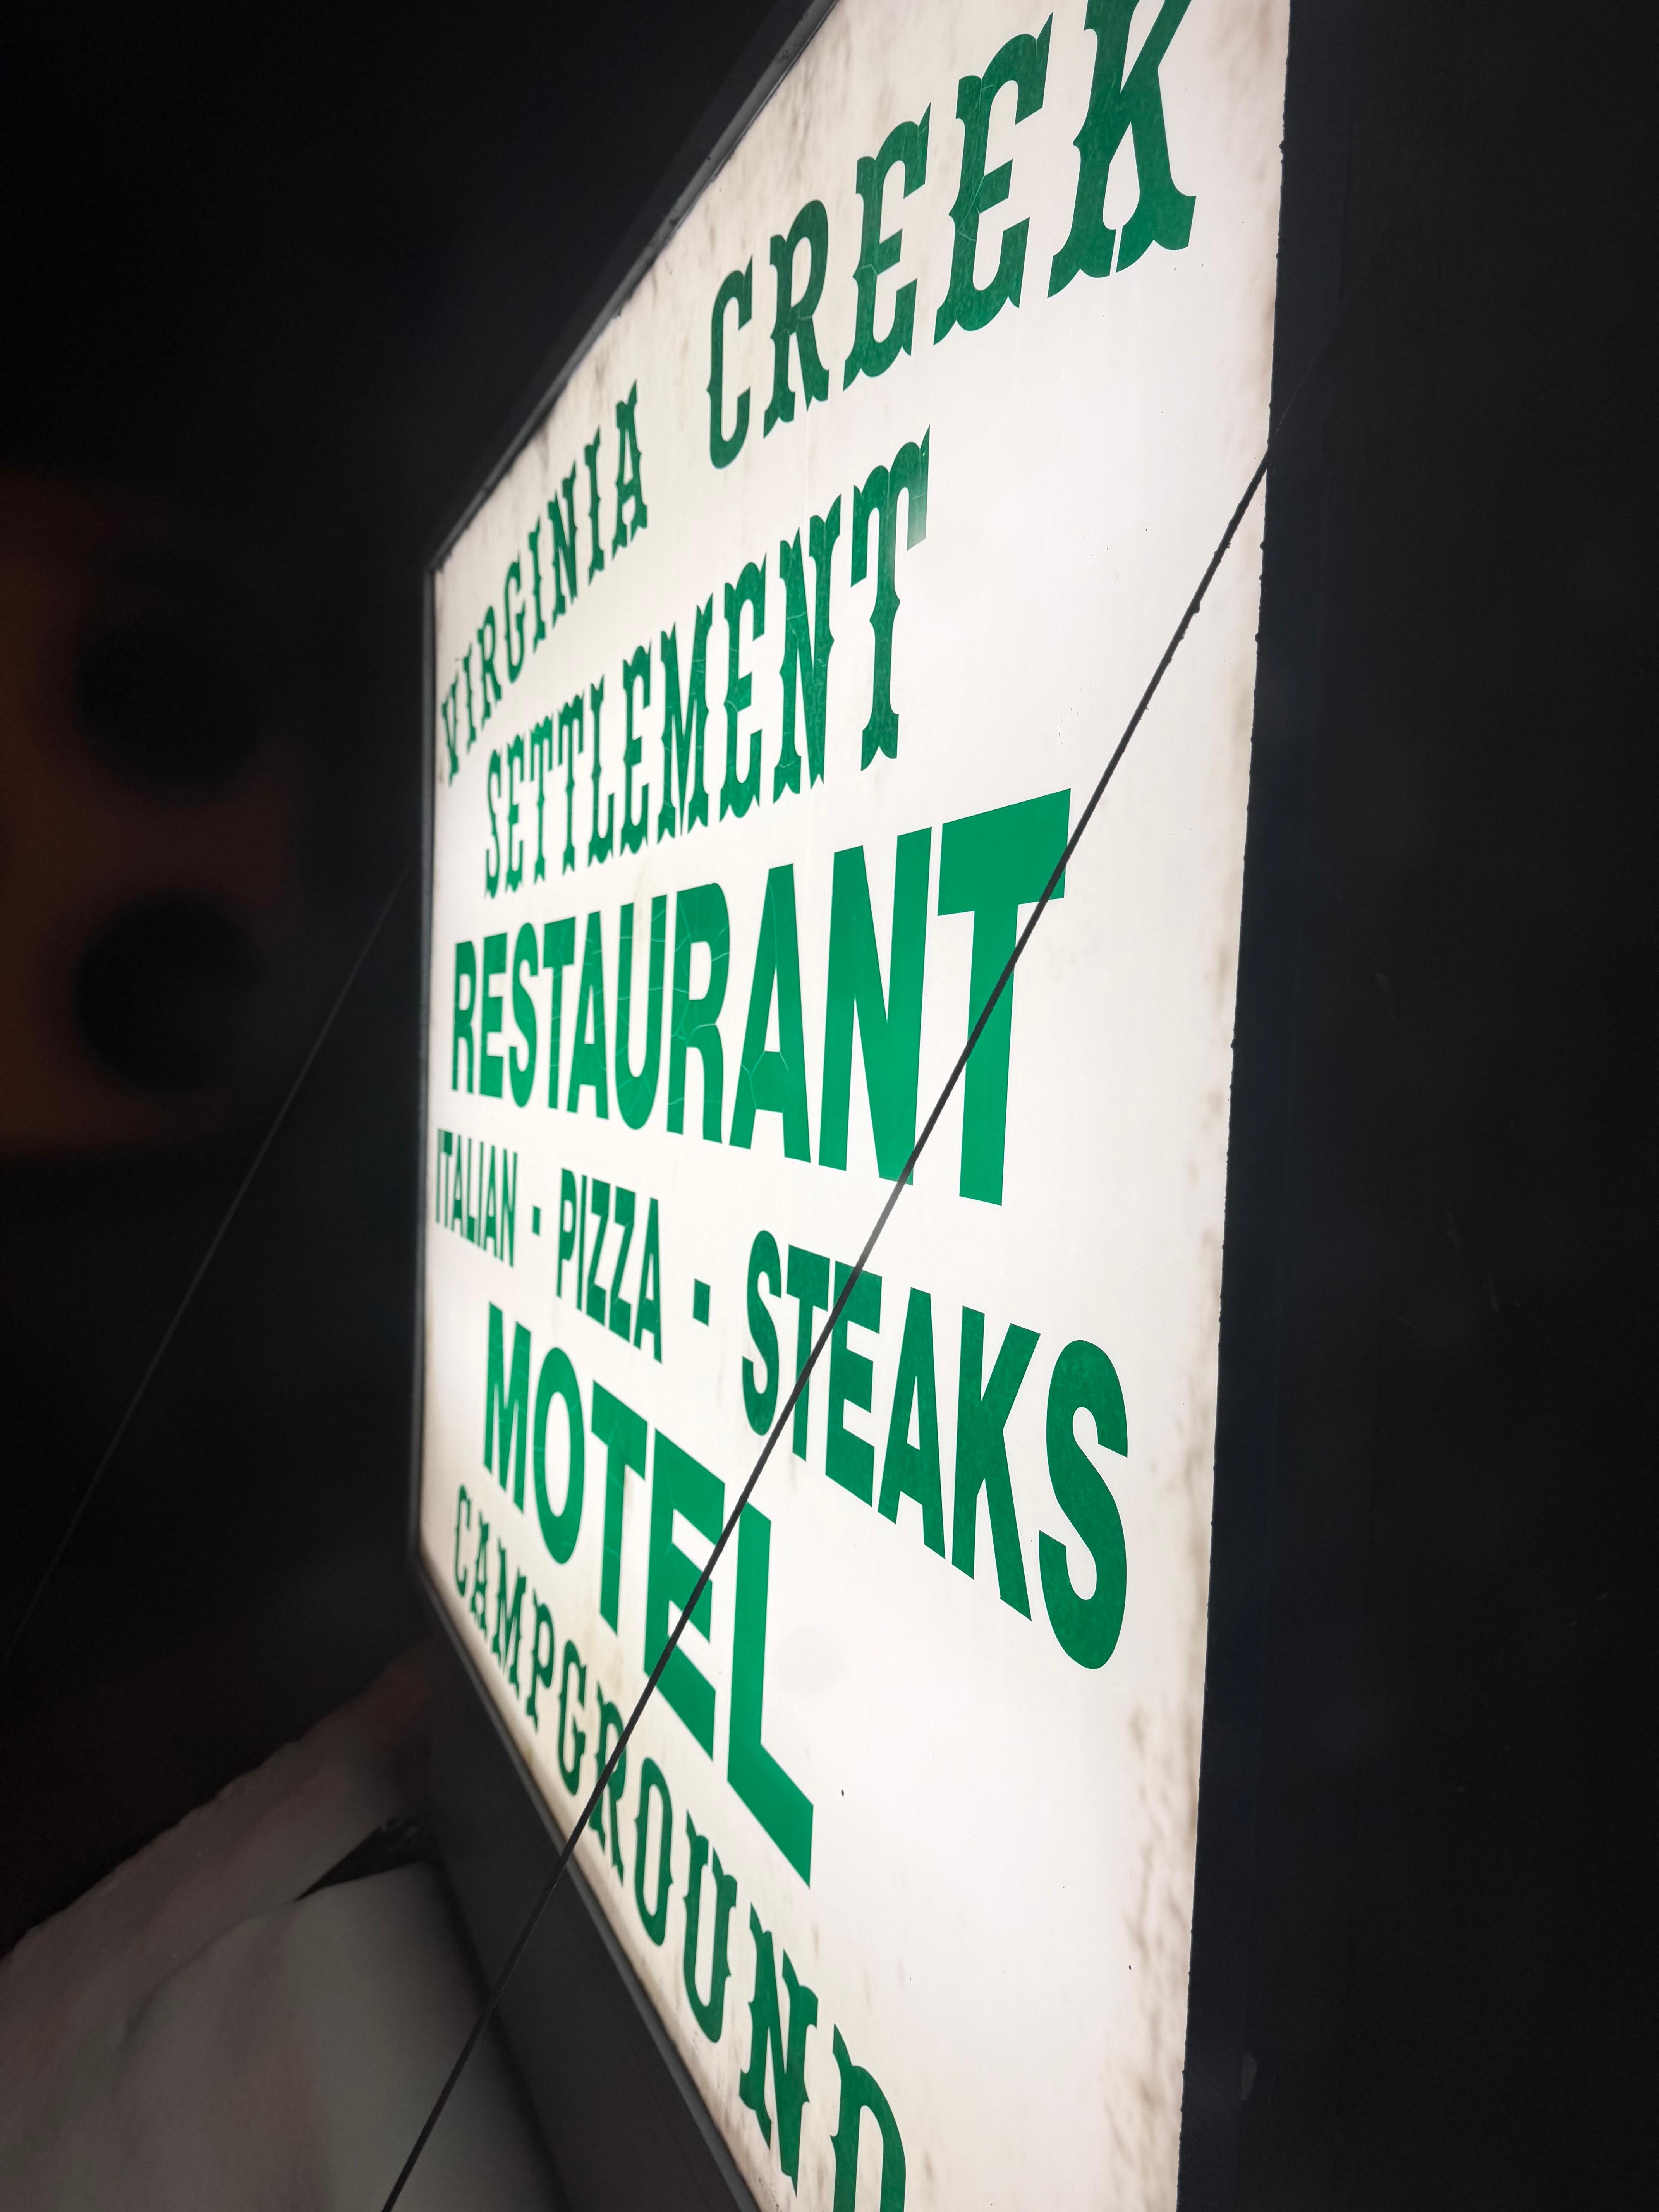 VIRGINIA CREEK
SETTLEMENT
RESTAURANT
ITALIAN - PIZZA - STEAKS
MOTEL
CAMPGROUND